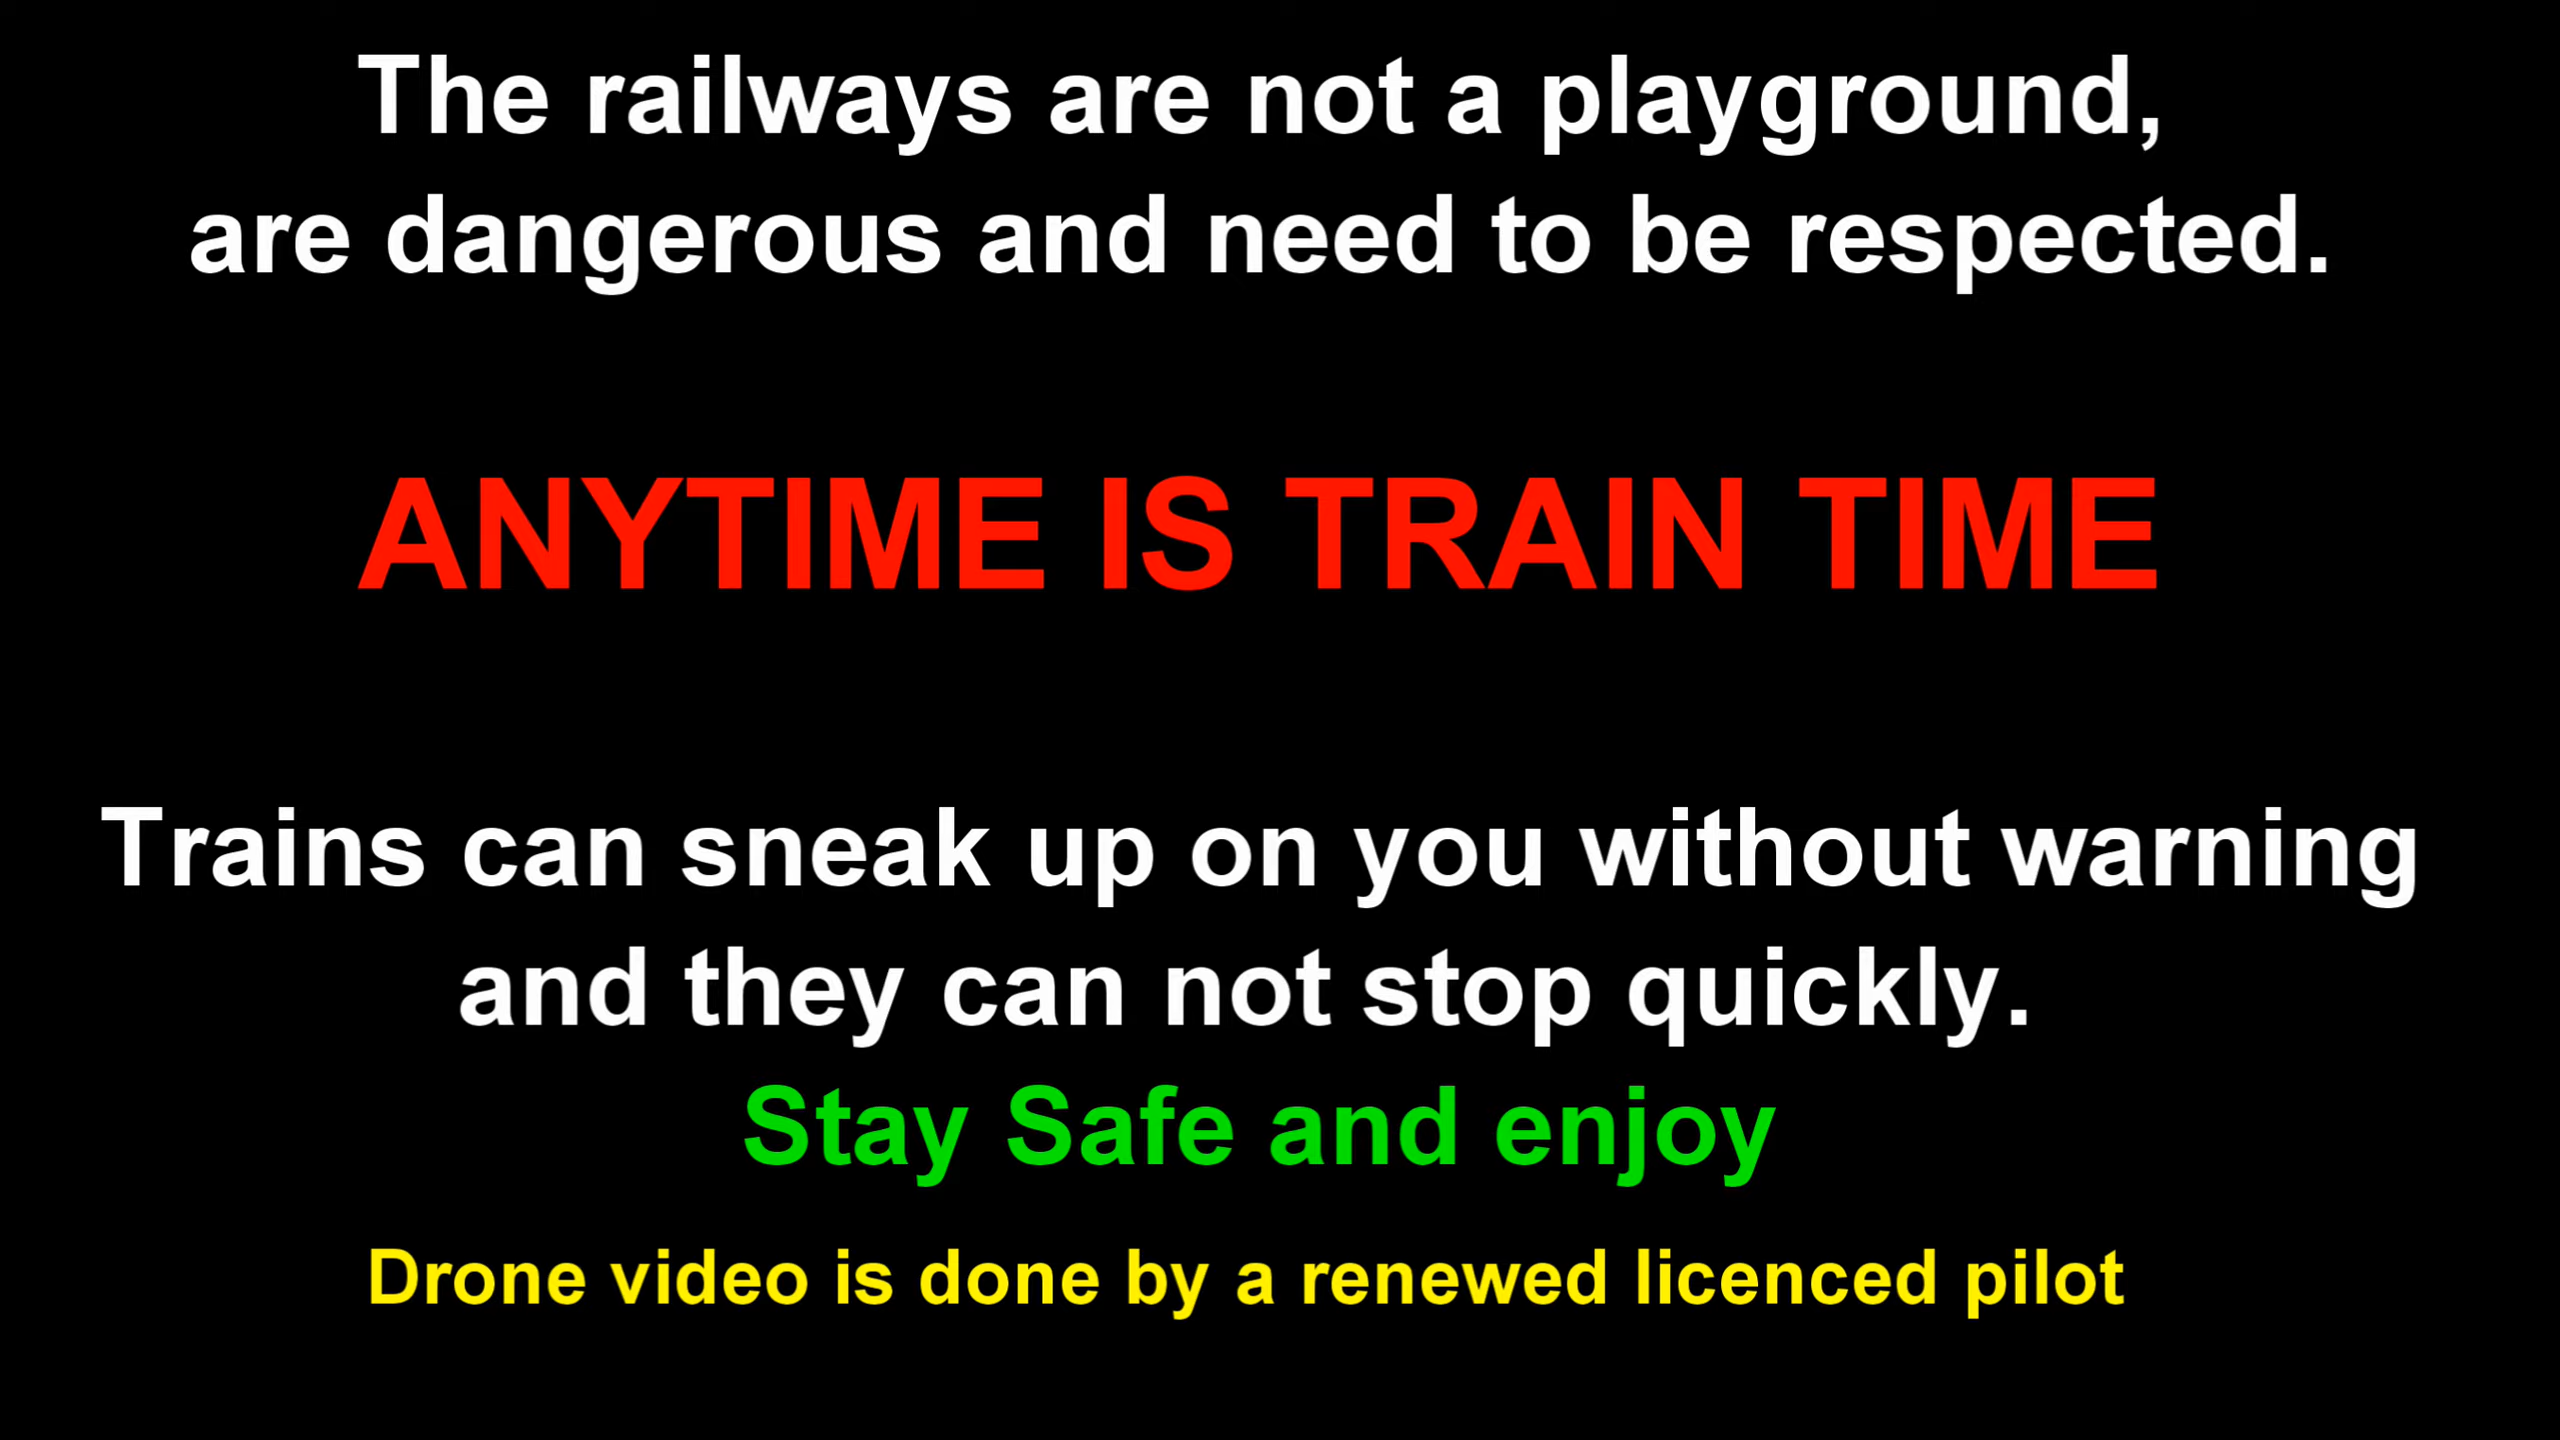 The railways are not a playground,
are dangerous and need to be respected.
ANYTIME IS TRAIN TIME
Trains can sneak up on you without warning
and they can not stop quickly.
Stay Safe and enjoy
Drone video is done by a renewed licenced pilot